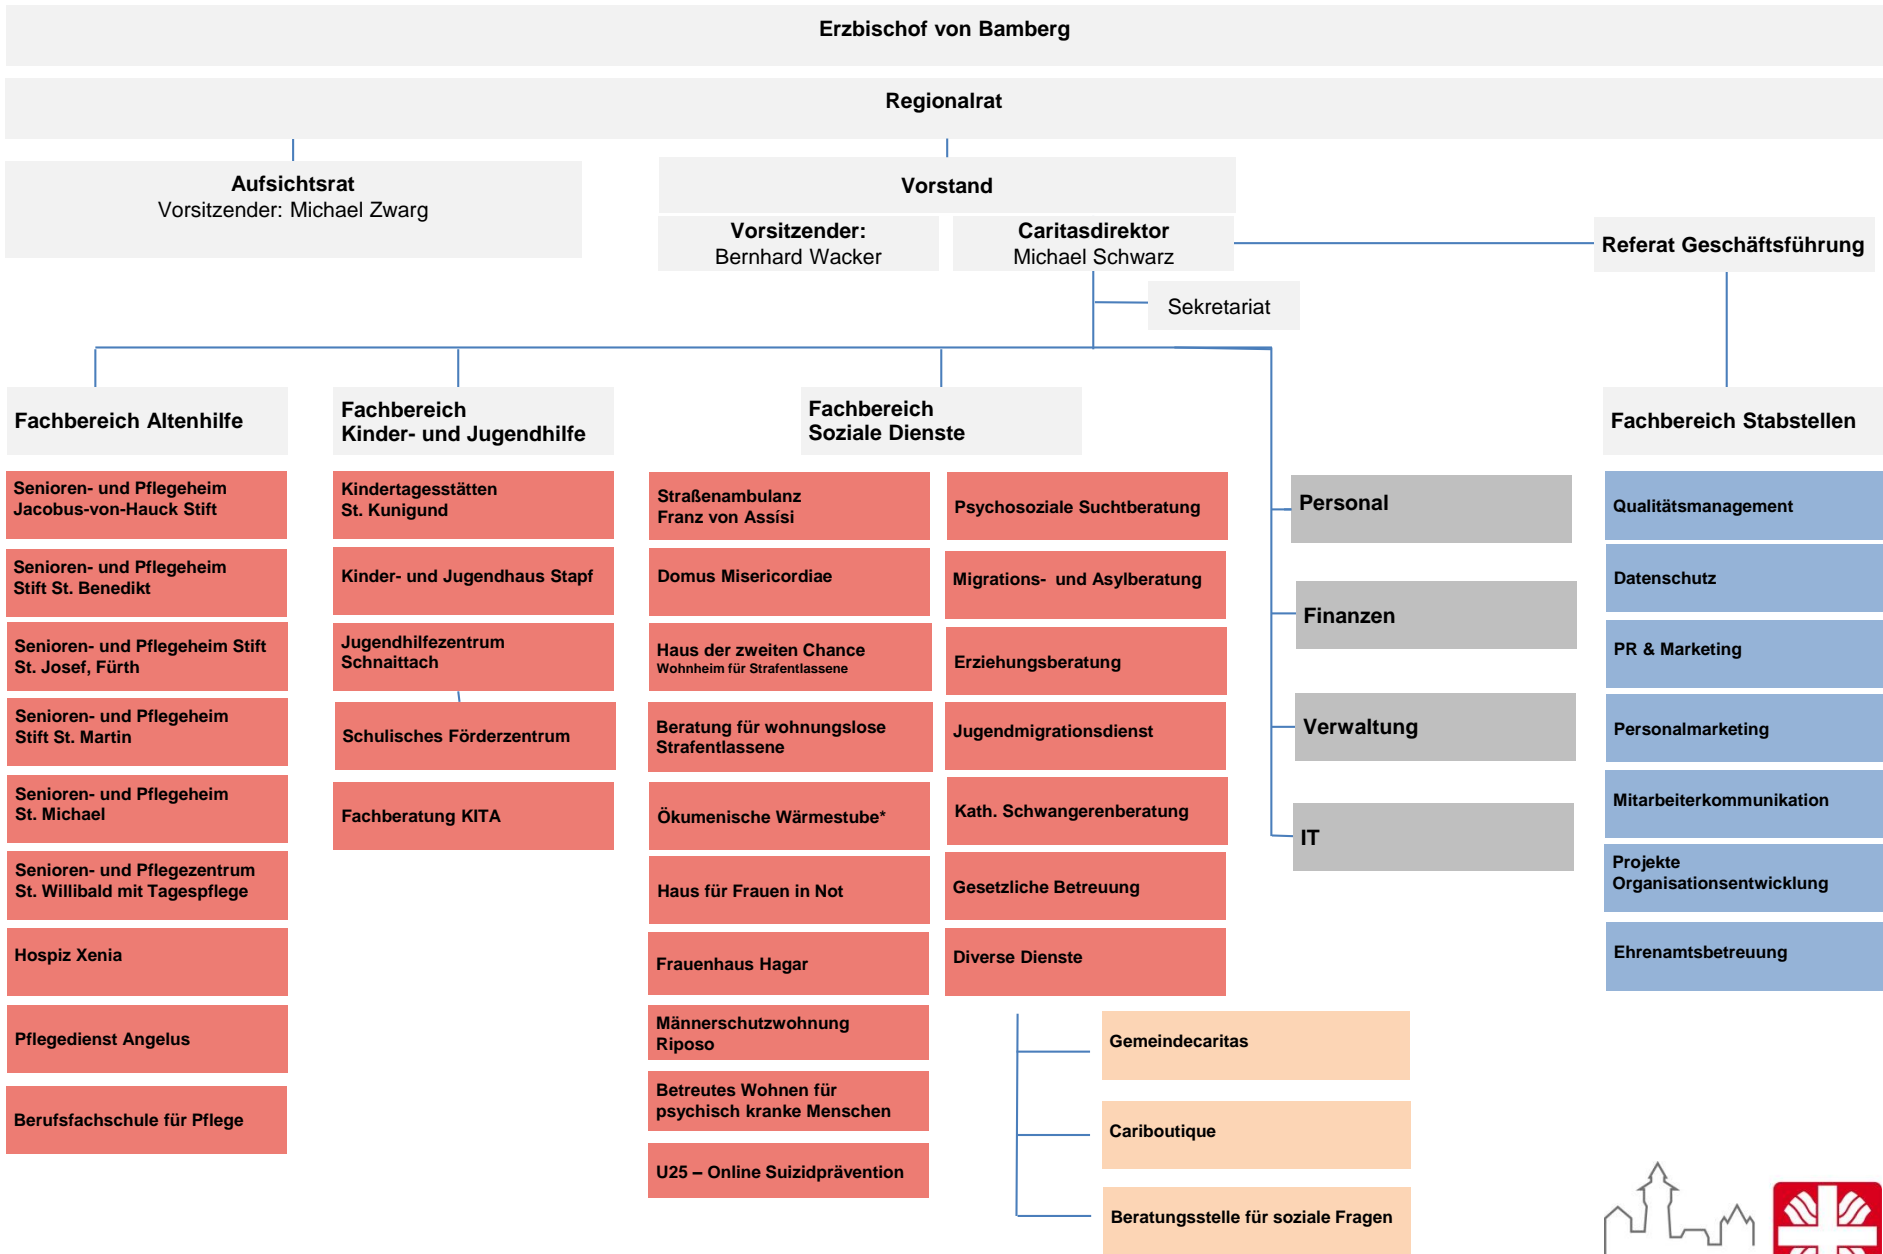 Erzbischof von Bamberg
Regionalrat
Aufsichtsrat
Vorsitzender: Michael Zwarg
Vorstand
Vorsitzender:
Bernhard Wacker
Caritasdirektor
Michael Schwarz
Referat Geschäftsführung
Sekretariat
Fachbereich Altenhilfe
Senioren- und Pflegeheim
Jacobus-von-Hauck Stift
Senioren- und Pflegeheim
Stift St. Benedikt
Senioren- und Pflegeheim Stift
St. Josef, Fürth
Senioren- und Pflegeheim
Stift St. Martin
Senioren- und Pflegeheim
St. Michael
Senioren- und Pflegezentrum
St. Willibald mit Tagespflege
Hospiz Xenia
Pflegedienst Angelus
Berufsfachschule für Pflege
Fachbereich
Kinder- und Jugendhilfe
Kindertagesstätten
St. Kunigund
Kinder- und Jugendhaus Stapf
Jugendhilfezentrum
Schnaittach
Schulisches Förderzentrum
Fachberatung KITA
Fachbereich
Soziale Dienste
Straßenambulanz
Franz von Assísi
Domus Misericordiae
Haus der zweiten Chance
Wohnheim für Strafentlassene
Beratung für wohnungslose
Strafentlassene
Ökumenische Wärmestube*
Haus für Frauen in Not
Frauenhaus Hagar
Männerschutzwohnung
Riposo
Betreutes Wohnen für
psychisch kranke Menschen
U25 – Online Suizidprävention
Psychosoziale Suchtberatung
Migrations- und Asylberatung
Erziehungsberatung
Jugendmigrationsdienst
Kath. Schwangerenberatung
Gesetzliche Betreuung
Diverse Dienste
Gemeindecaritas
Cariboutique
Beratungsstelle für soziale Fragen
Personal
Finanzen
Verwaltung
IT
Fachbereich Stabstellen
Qualitätsmanagement
Datenschutz
PR & Marketing
Personalmarketing
Mitarbeiterkommunikation
Projekte
Organisationsentwicklung
Ehrenamtsbetreuung